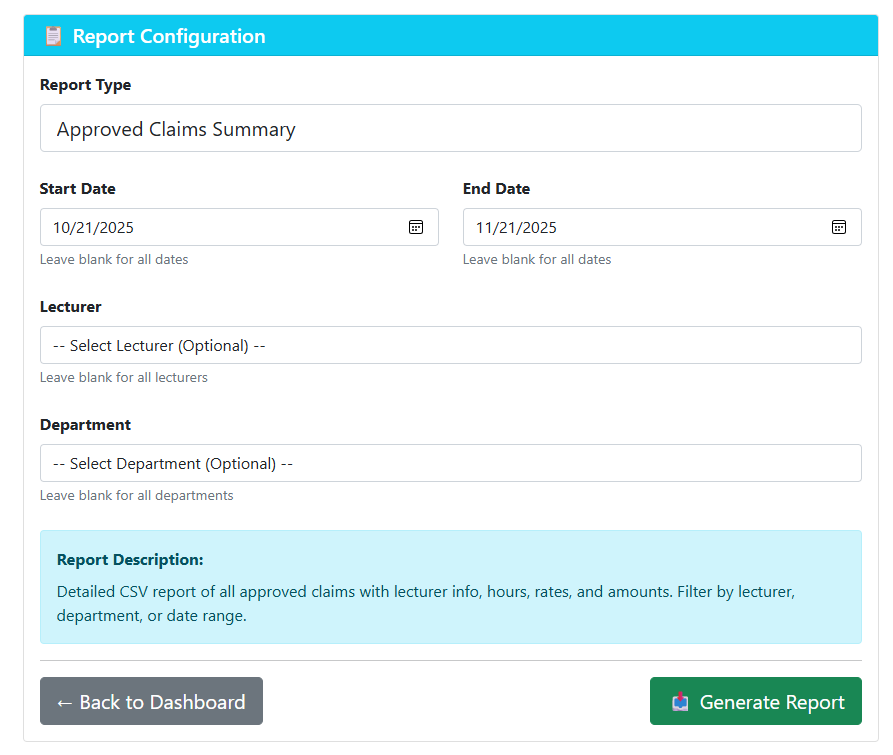 Report Configuration
Report Type
Approved Claims Summary
Start Date
End Date
10/21/2025
11/21/2025
Leave blank for all dates
Leave blank for all dates
Lecturer
-- Select Lecturer (Optional) --
Leave blank for all lecturers
Department
-- Select Department (Optional) --
Leave blank for all departments
Report Description:
Detailed CSV report of all approved claims with lecturer info, hours, rates, and amounts. Filter by lecturer,
department, or date range.
← Back to Dashboard
Generate Report